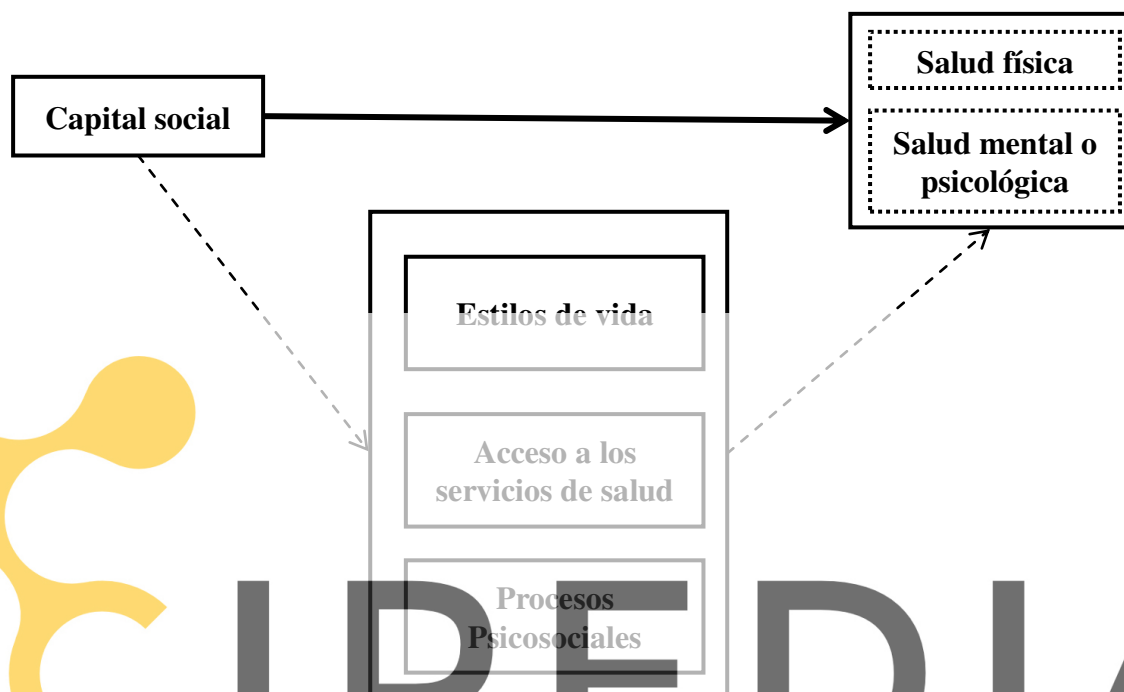 Salud física
Capital social
Salud mental o
psicológica
Estilos de vida
Acceso a los
servicios de salud
Procesos
Psicosociales